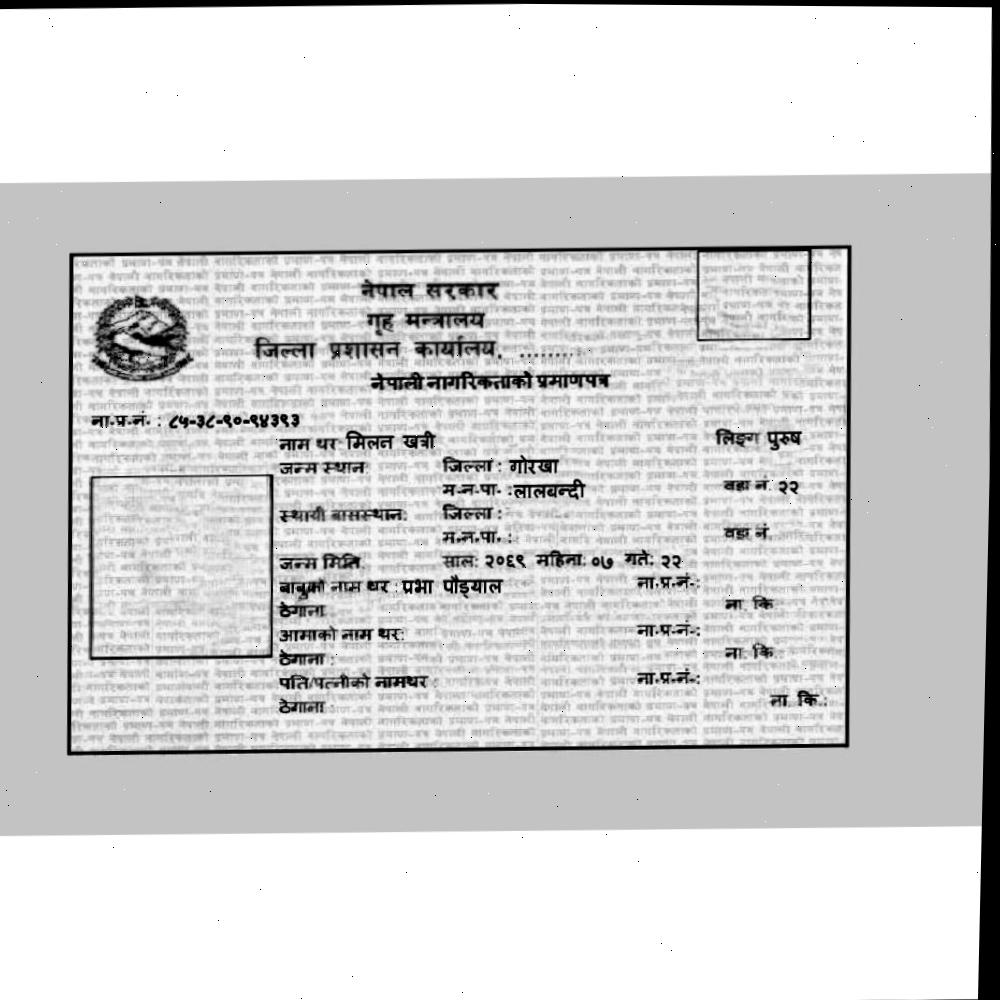 नेपाल सरकार
गृह मन्त्रालय
जिल्ला प्रशासन कार्यालय, ..........
नेपाली नागरिकताको प्रमाणपत्र
ना.प्र.नं. : ८५-३८-९०-९४३९३
नाम थर: मिलन खत्री लिङ्ग पुरुष
जन्म स्थान: जिल्ला : गोरखा
म.न.पा. : लालबन्दी वडा नं. २२
स्थायी बासस्थान: जिल्ला :
म.न.पा. : वडा नं.
जन्म मिति: साल: २०६९ महिना: ०७ गते: २२
बाबुको नाम थर : प्रभा पौड्याल ना.प्र.नं.:
ठेगाना ना. कि
आमाको नाम थर: ना.प्र.नं.:
ठेगाना : ना. कि.:
पति/पत्नीको नामथर : ना.प्र.नं.:
ठेगाना : ना. कि.: